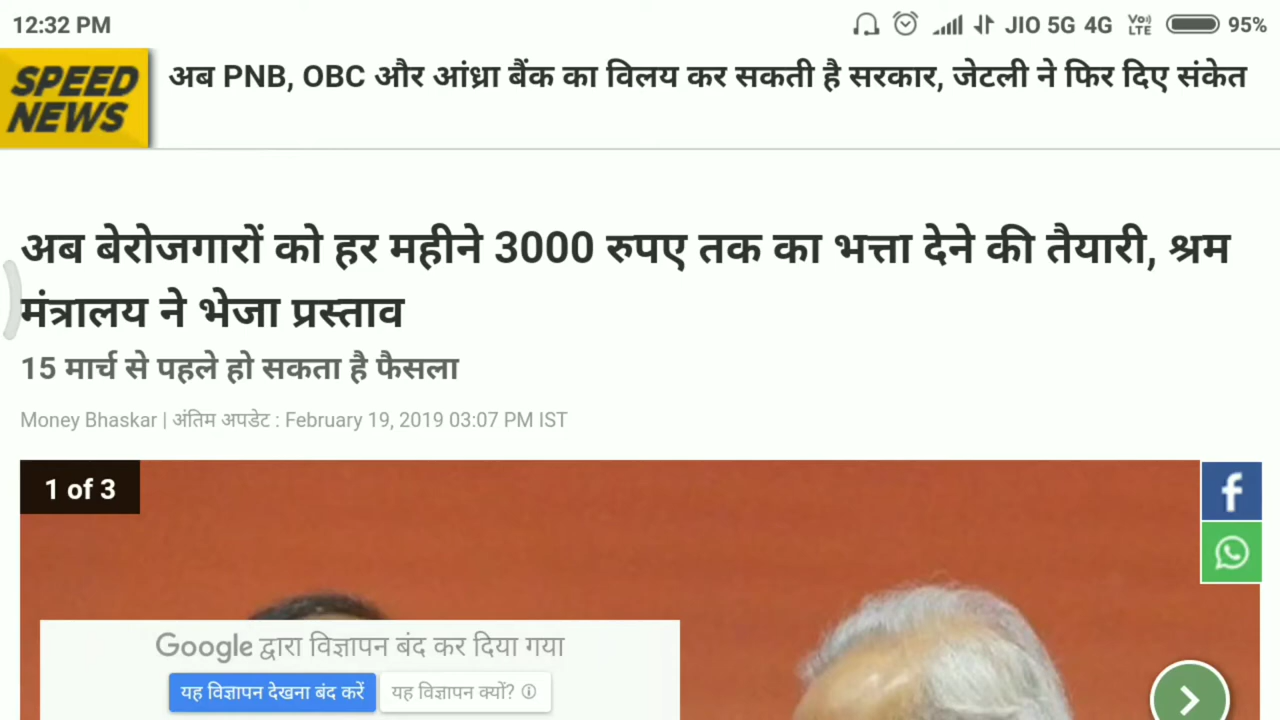 12:32 PM JIO 5G 4G Vo) LTE 95%
SPEED
NEWS
अब PNB, OBC और आंध्रा बैंक का विलय कर सकती है सरकार, जेटली ने फिर दिए संकेत
अब बेरोजगारों को हर महीने 3000 रुपए तक का भत्ता देने की तैयारी, श्रम
मंत्रालय ने भेजा प्रस्ताव
15 मार्च से पहले हो सकता है फैसला
Money Bhaskar | अंतिम अपडेट : February 19, 2019 03:07 PM IST
1 of 3
f
Google द्वारा विज्ञापन बंद कर दिया गया
यह विज्ञापन देखना बंद करें यह विज्ञापन क्यों?